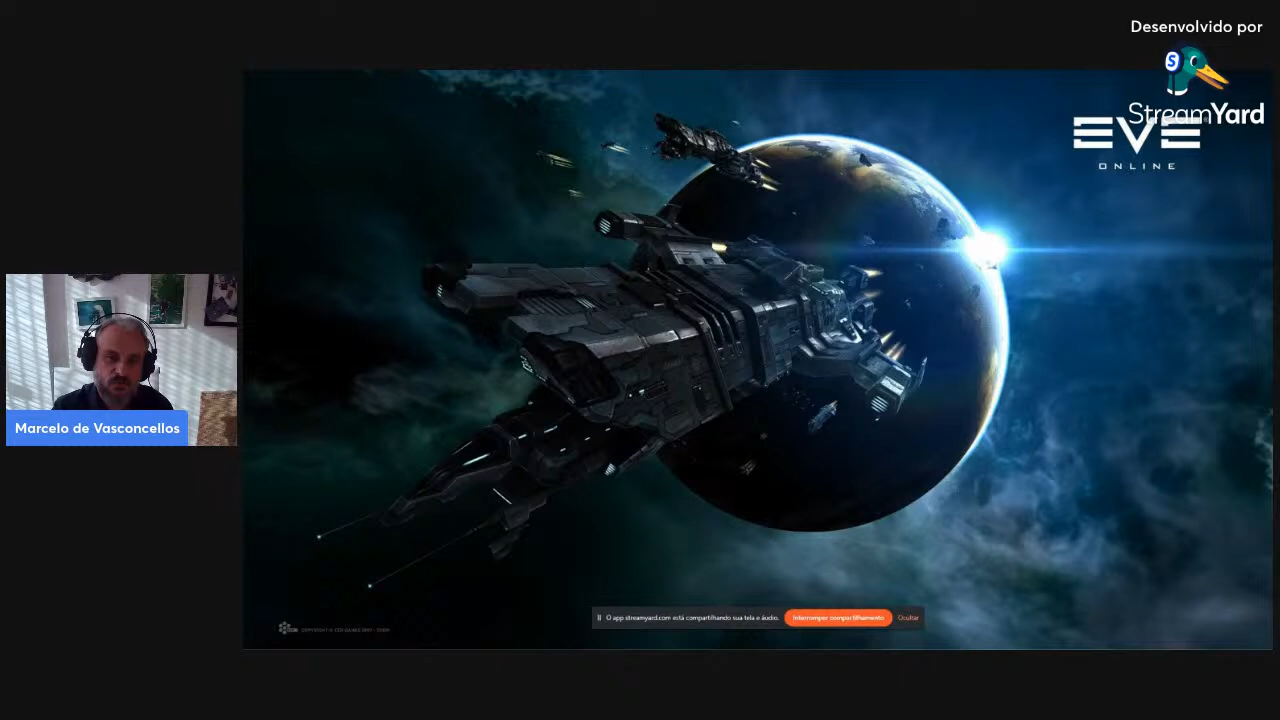 Desenvolvido por
S
StreamYard
EVE
ONLINE
Marcelo de Vasconcellos
O app streamyard.com está compartilhando sua tela e áudio. Interromper compartilhamento Ocultar